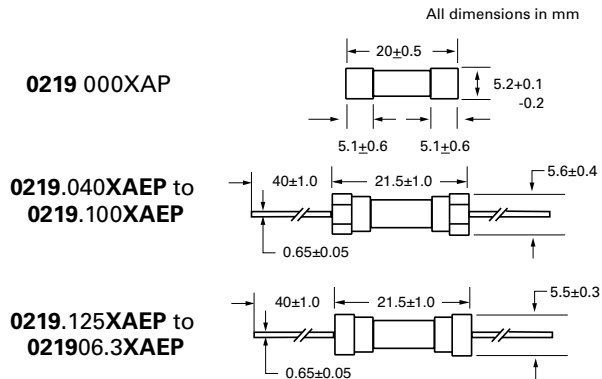 All dimensions in mm
20±0.5
0219 000XAP
5.2+0.1
-0.2
5.1±0.6 5.1±0.6
0219.040XAEP to
0219.100XAEP
40±1.0 21.5±1.0 5.6±0.4
0.65±0.05
0219.125XAEP to
021906.3XAEP
40±1.0 21.5±1.0 5.5±0.3
0.65±0.05